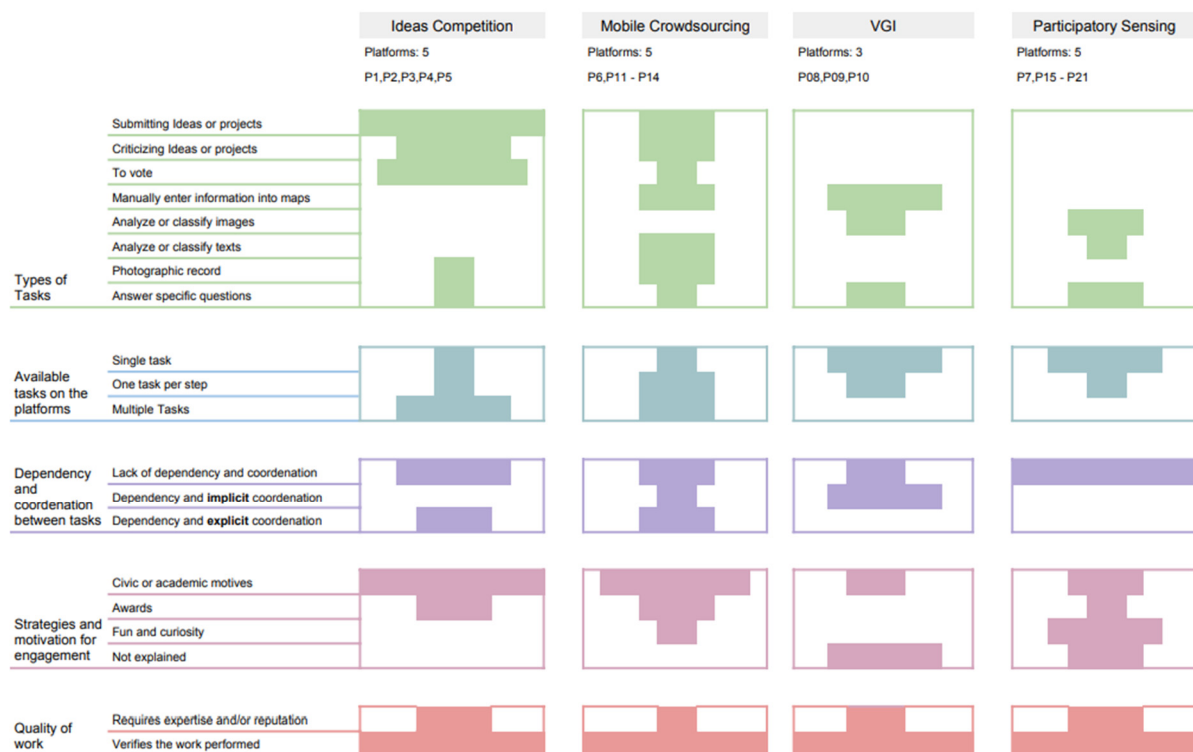 Ideas Competition
Mobile Crowdsourcing
VGI
Participatory Sensing
Platforms: 5
Platforms: 5
Platforms: 3
Platforms: 5
P1,P2,P3,P4,P5
P6,P11 - P14
P08,P09,P10
P7,P15 - P21
Types of
Tasks
Submitting Ideas or projects
Criticizing Ideas or projects
To vote
Manually enter information into maps
Analyze or classify images
Analyze or classify texts
Photographic record
Answer specific questions
Available
tasks on the
platforms
Single task
One task per step
Multiple Tasks
Dependency
and
coordenation
between tasks
Lack of dependency and coordenation
Dependency and implicit coordenation
Dependency and explicit coordenation
Strategies and
motivation for
engagement
Civic or academic motives
Awards
Fun and curiosity
Not explained
Quality of
work
Requires expertise and/or reputation
Verifies the work performed